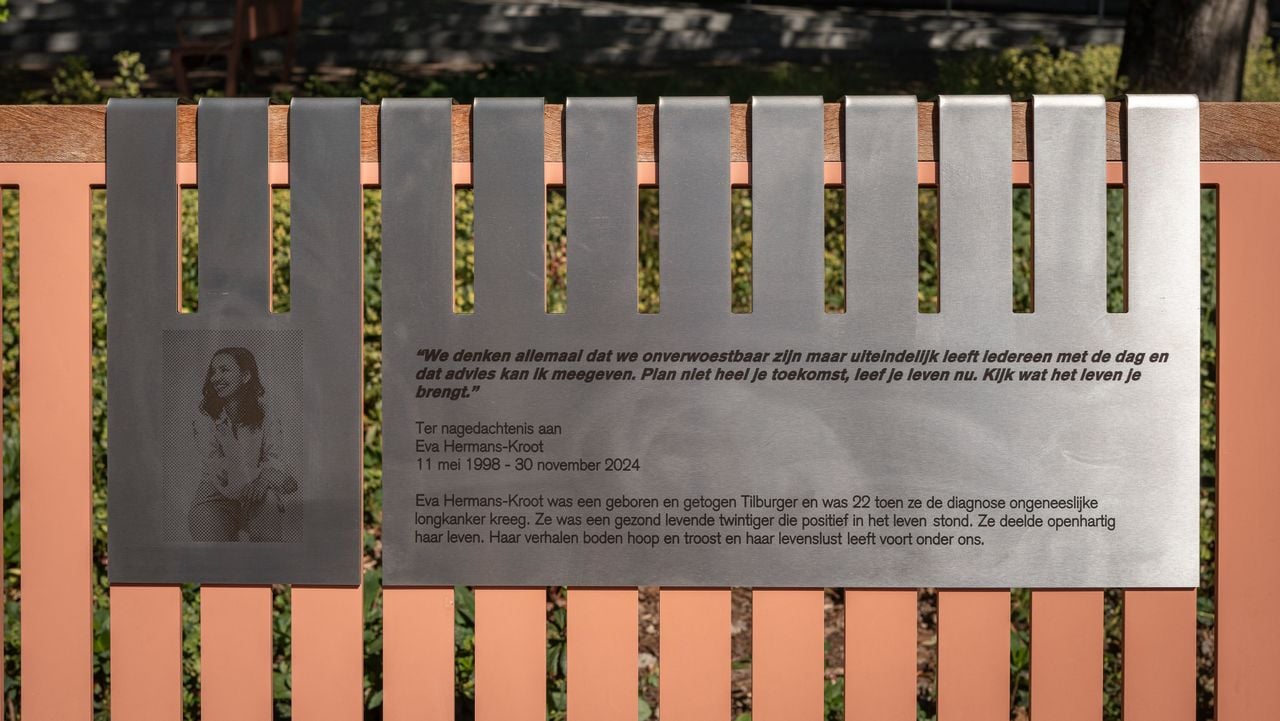 “We denken allemaal dat we onverwoestbaar zijn maar uiteindelijk leeft iedereen met de dag en
dat advies kan ik meegeven. Plan niet heel je toekomst, leef je leven nu. Kijk wat het leven je
brengt.”
Ter nagedachtenis aan
Eva Hermans-Kroot
11 mei 1998 - 30 november 2024
Eva Hermans-Kroot was een geboren en getogen Tilburger en was 22 toen ze de diagnose ongeneeslijke
longkanker kreeg. Ze was een gezond levende twintiger die positief in het leven stond. Ze deelde openhartig
haar leven. Haar verhalen boden hoop en troost en haar levenslust leeft voort onder ons.